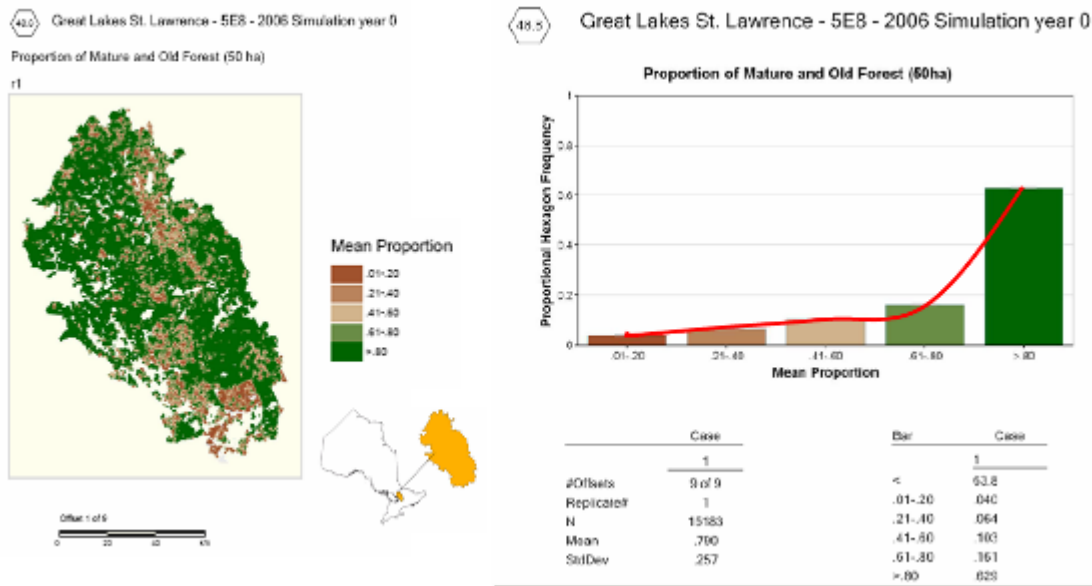 Great Lakes St. Lawrence - 5E8 - 2006 Simulation year 0
Proportion of Mature and Old Forest (50 ha)
r1
Mean Proportion
.01-.20
.21-.40
.41-.60
.61-.80
>.80
Offset 1 of 9
0
20
48.5
Great Lakes St. Lawrence - 5E8 - 2006 Simulation year 0
Proportion of Mature and Old Forest (50ha)
Proportional Hexagon Frequency
1
0.8
0.6
0.4
0.2
0
.01-.20
.21-.40
.41-.60
.61-.80
>.80
Mean Proportion
Case
1
#Offsets 9 of 9
Replicate# 1
N 15183
Mean .790
StdDev .257
Bar Case
1
<
.01-.20 .040
.21-.40 .064
.41-.60 .103
.61-.80 .161
>.80